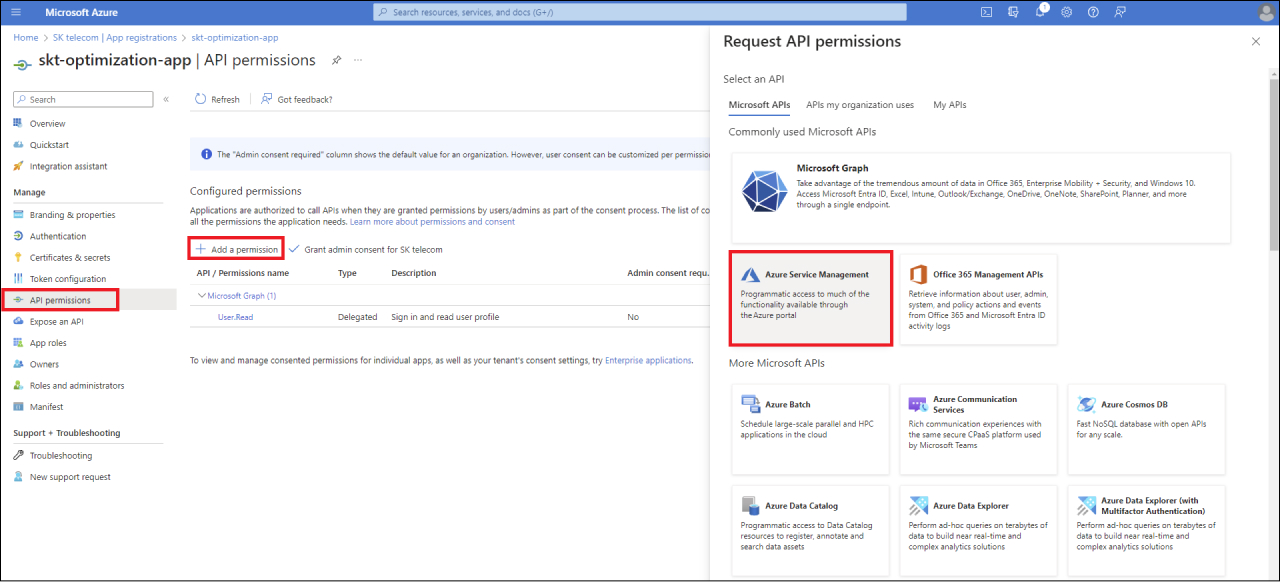 Microsoft Azure
Search resources, services, and docs (G+/)
1
Home > SK telecom | App registrations > skt-optimization-app
skt-optimization-app | API permissions
Search
«
Overview
Quickstart
Integration assistant
Manage
Branding & properties
Authentication
Certificates & secrets
Token configuration
API permissions
Expose an API
App roles
Owners
Roles and administrators
Manifest
Support + Troubleshooting
Troubleshooting
New support request
Refresh
Got feedback?
The "Admin consent required" column shows the default value for an organization. However, user consent can be customized per permission
Configured permissions
Applications are authorized to call APIs when they are granted permissions by users/admins as part of the consent process. The list of co
all the permissions the application needs. Learn more about permissions and consent
Add a permission
Grant admin consent for SK telecom
API / Permissions name Type Description Admin consent requ.
Microsoft Graph (1)
User.Read Delegated Sign in and read user profile No
To view and manage consented permissions for individual apps, as well as your tenant's consent settings, try Enterprise applications.
Request API permissions
Select an API
Microsoft APIs APIs my organization uses My APIs
Commonly used Microsoft APIs
Microsoft Graph
Take advantage of the tremendous amount of data in Office 365, Enterprise Mobility + Security, and Windows 10.
Access Microsoft Entra ID, Excel, Intune, Outlook/Exchange, OneDrive, OneNote, SharePoint, Planner, and more
through a single endpoint.
Azure Service Management
Programmatic access to much of the
functionality available through
the Azure portal
Office 365 Management APIs
Retrieve information about user, admin,
system, and policy actions and events
from Office 365 and Microsoft Entra ID
activity logs
More Microsoft APIs
Azure Batch
Schedule large-scale parallel and HPC
applications in the cloud
Azure Communication
Services
Rich communication experiences with
the same secure CPaaS platform used
by Microsoft Teams
Azure Cosmos DB
Fast NoSQL database with open APIs
for any scale.
Azure Data Catalog
Programmatic access to Data Catalog
resources to register, annotate and
search data assets
Azure Data Explorer
Perform ad-hoc queries on terabytes of
data to build near real-time and
complex analytics solutions
Azure Data Explorer (with
Multifactor Authentication)
Perform ad-hoc queries on terabytes of
data to build near real-time and
complex analytics solutions